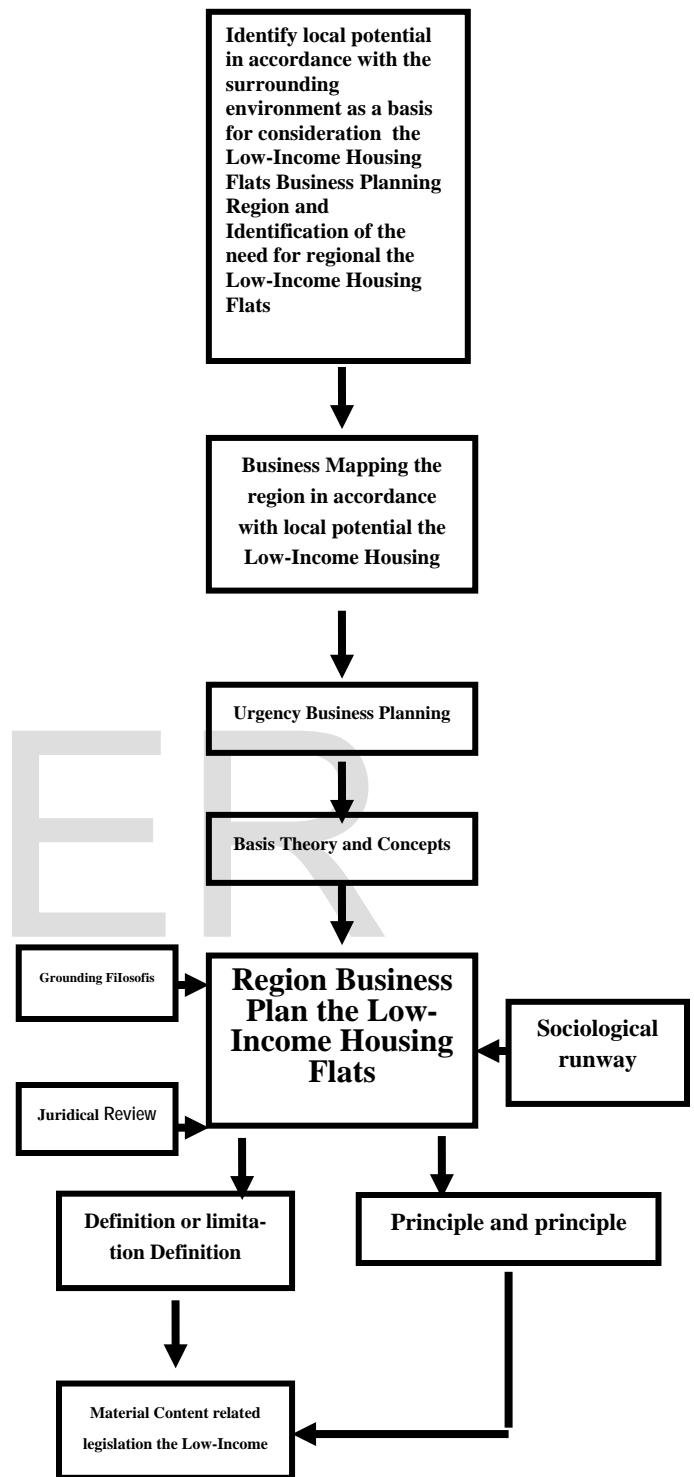 Identify local potential
in accordance with the
surrounding
environment as a basis
for consideration the
Low-Income Housing
Flats Business Planning
Region and
Identification of the
need for regional the
Low-Income Housing
Flats
Business Mapping the
region in accordance
with local potential the
Low-Income Housing
Urgency Business Planning
ER
Basis Theory and Concepts
Grounding Filosofis
Region Business
Plan the Low-
Income Housing
Flats
Sociological
runway
Juridical Review
Definition or limita-
tion Definition
Principle and principle
Material Content related
legislation the Low-Income